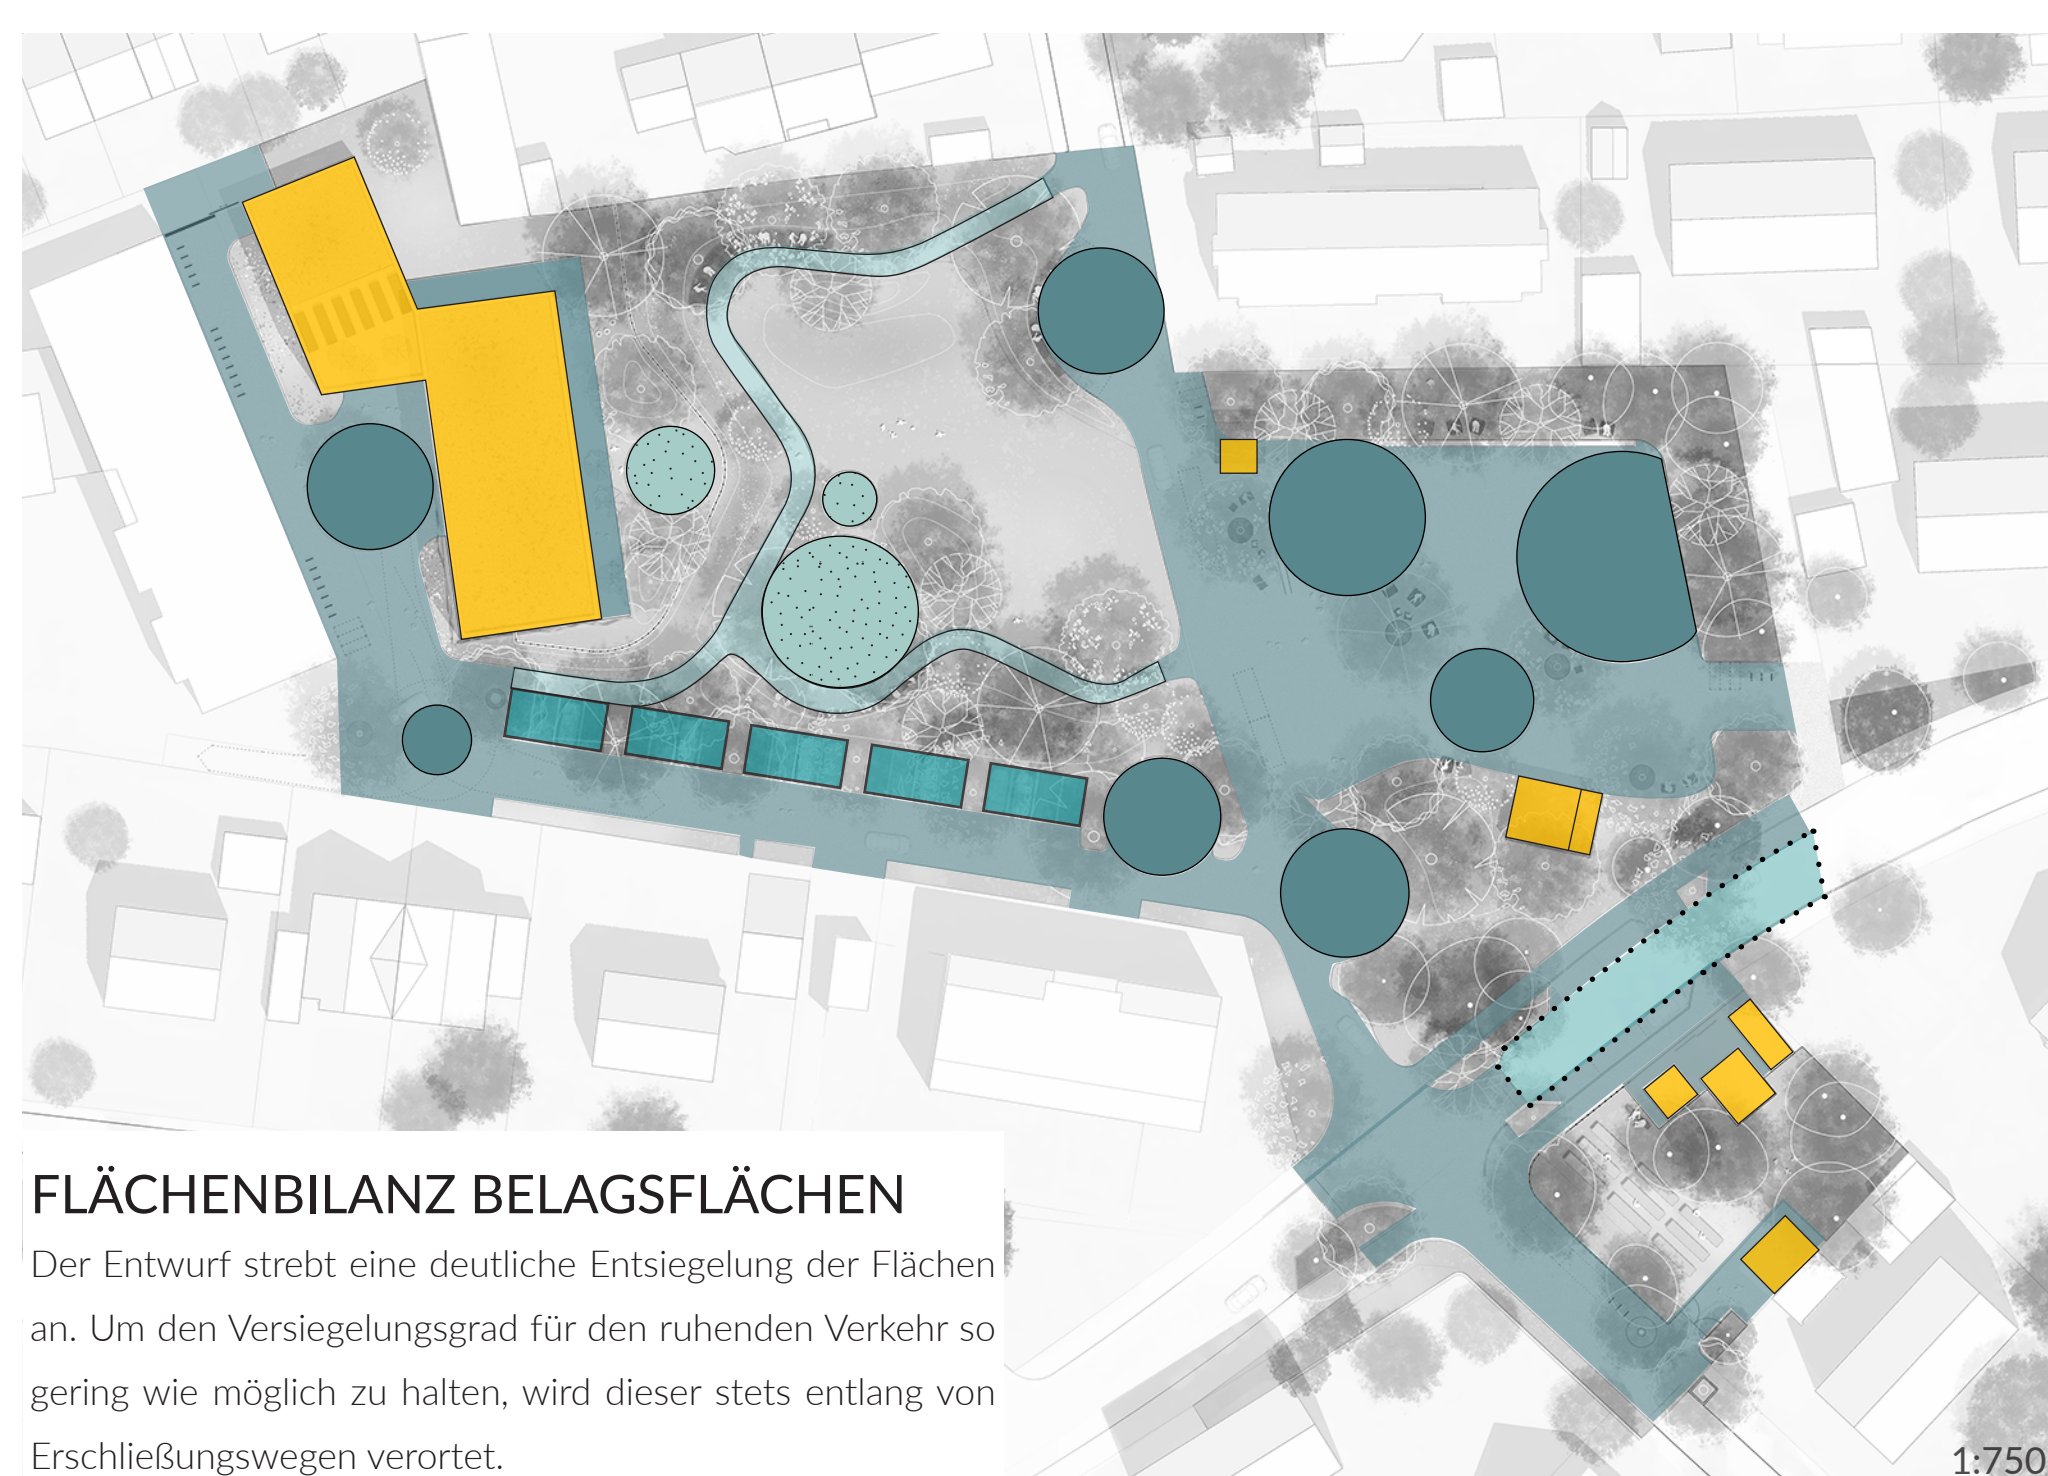 FLÄCHENBILANZ BELAGSFLÄCHEN
Der Entwurf strebt eine deutliche Entsiegelung der Flächen
an. Um den Versiegelungsgrad für den ruhenden Verkehr so
gering wie möglich zu halten, wird dieser stets entlang von
Erschließungswegen verortet.
1:750